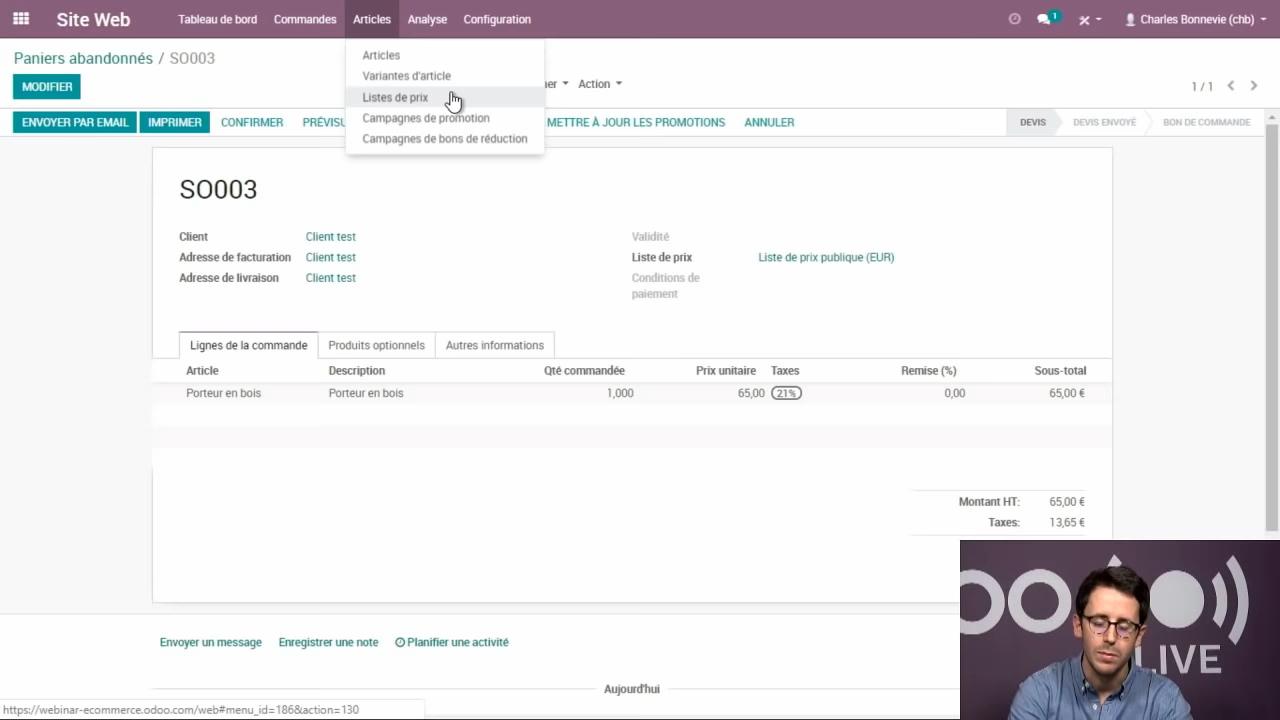 Site Web Tableau de bord Commandes Articles Analyse Configuration 1 Charles Bonnevie (chb)
Paniers abandonnés / SO003
Articles
Variantes d'article
Listes de prix
Campagnes de promotion
Campagnes de bons de réduction
MODIFIER Action 1 / 1
ENVOYER PAR EMAIL IMPRIMER CONFIRMER METTRE À JOUR LES PROMOTIONS ANNULER DEVIS DEVIS ENVOYÉ BON DE COMMANDE
SO003
Client Client test Validité
Adresse de facturation Client test Liste de prix Liste de prix publique (EUR)
Adresse de livraison Client test Conditions de
paiement
Lignes de la commande Produits optionnels Autres informations
Article Description Qté commandée Prix unitaire Taxes Remise (%) Sous-total
Porteur en bois Porteur en bois 1,000 65,00 21% 0,00 65,00 €
Montant HT: 65,00 €
Taxes: 13,65 €
Envoyer un message Enregistrer une note Planifier une activité
Aujourd'hui
LIVE
https://webinar-ecommerce.odoo.com/web#menu_id=186&action=130